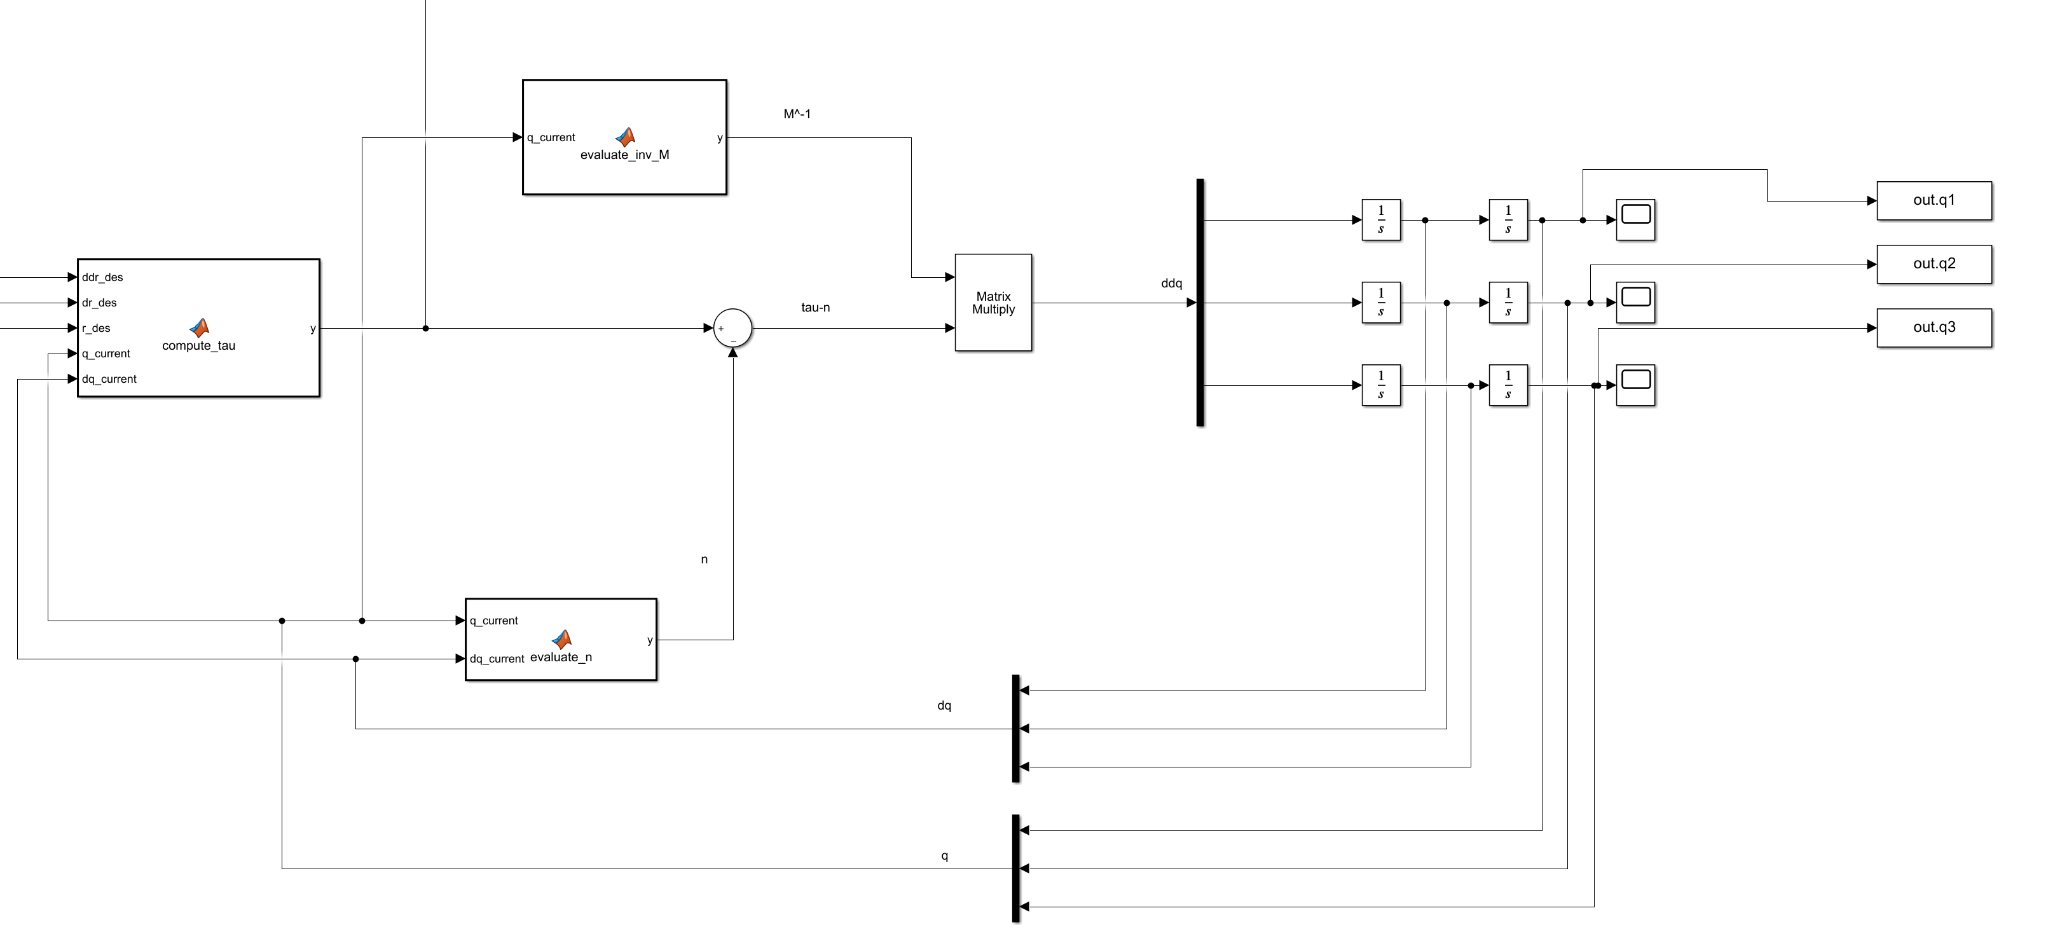 M^-1
q_current
y
evaluate_inv_M
out.q1
1
s
1
s
out.q2
ddr_des
dr_des
r_des
q_current
dq_current
y
compute_tau
+
_
tau-n
Matrix
Multiply
ddq
1
s
1
s
out.q3
1
s
1
s
n
q_current
dq_current
y
evaluate_n
dq
q